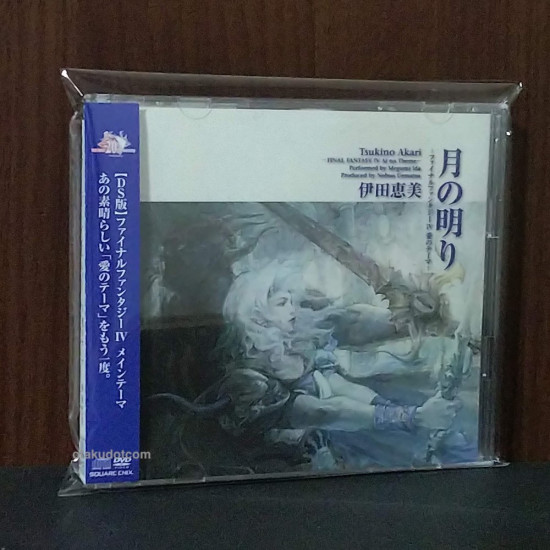 20th
【DS版】ファイナルファンタジーIV メインテーマ
あの素晴らしい「愛のテーマ」をもう一度。
DVD
SQUARE ENIX
Tsukino Akari
-FINAL FANTASY IV Ai no Theme-
Performed by Megumi Ida
Produced by Nobuo Uematsu
伊田恵美
月の明り
-ファイナルファンタジーIV 愛のテーマ-
otakudotcom